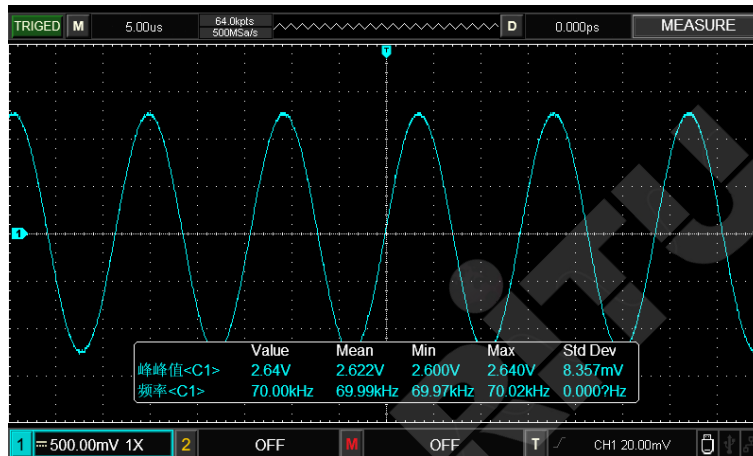 TRIGED M 5.00us 64.0kpts D 0.000ps MEASURE
500MSa/s
T
1
Value Mean Min Max Std Dev
峰峰值<C1> 2.64V 2.622V 2.600V 2.640V 8.357mV
频率<C1> 70.00kHz 69.99kHz 69.97kHz 70.02kHz 0.000?Hz
1 500.00mV 1X 2 OFF M OFF T CH1 20.00mV